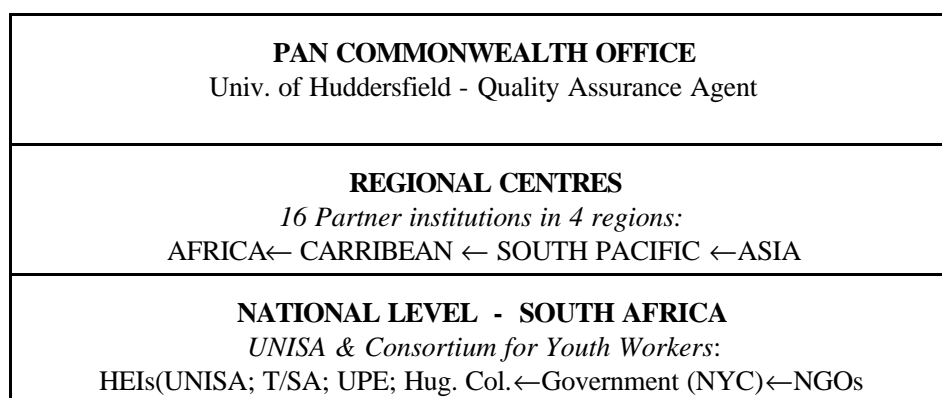 PAN COMMONWEALTH OFFICE
Univ. of Huddersfield - Quality Assurance Agent
REGIONAL CENTRES
16 Partner institutions in 4 regions:
AFRICA← CARRIBEAN ← SOUTH PACIFIC ←ASIA
NATIONAL LEVEL - SOUTH AFRICA
UNISA & Consortium for Youth Workers:
HEIs(UNISA; T/SA; UPE; Hug. Col.←Government (NYC)←NGOs